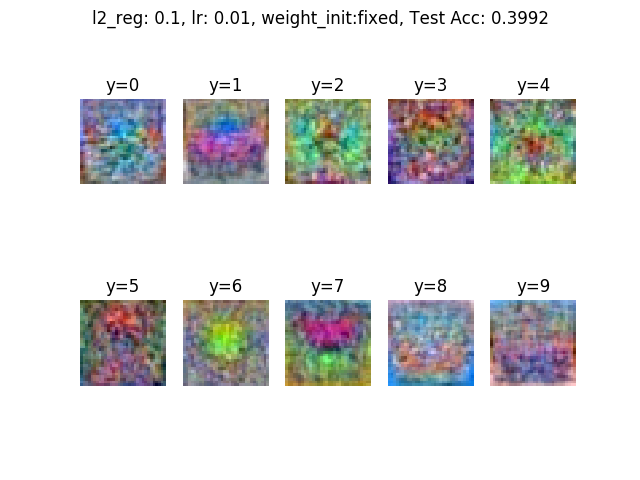 l2_reg: 0.1, lr: 0.01, weight_init:fixed, Test Acc: 0.3992
y=0 y=1 y=2 y=3 y=4
y=5 y=6 y=7 y=8 y=9